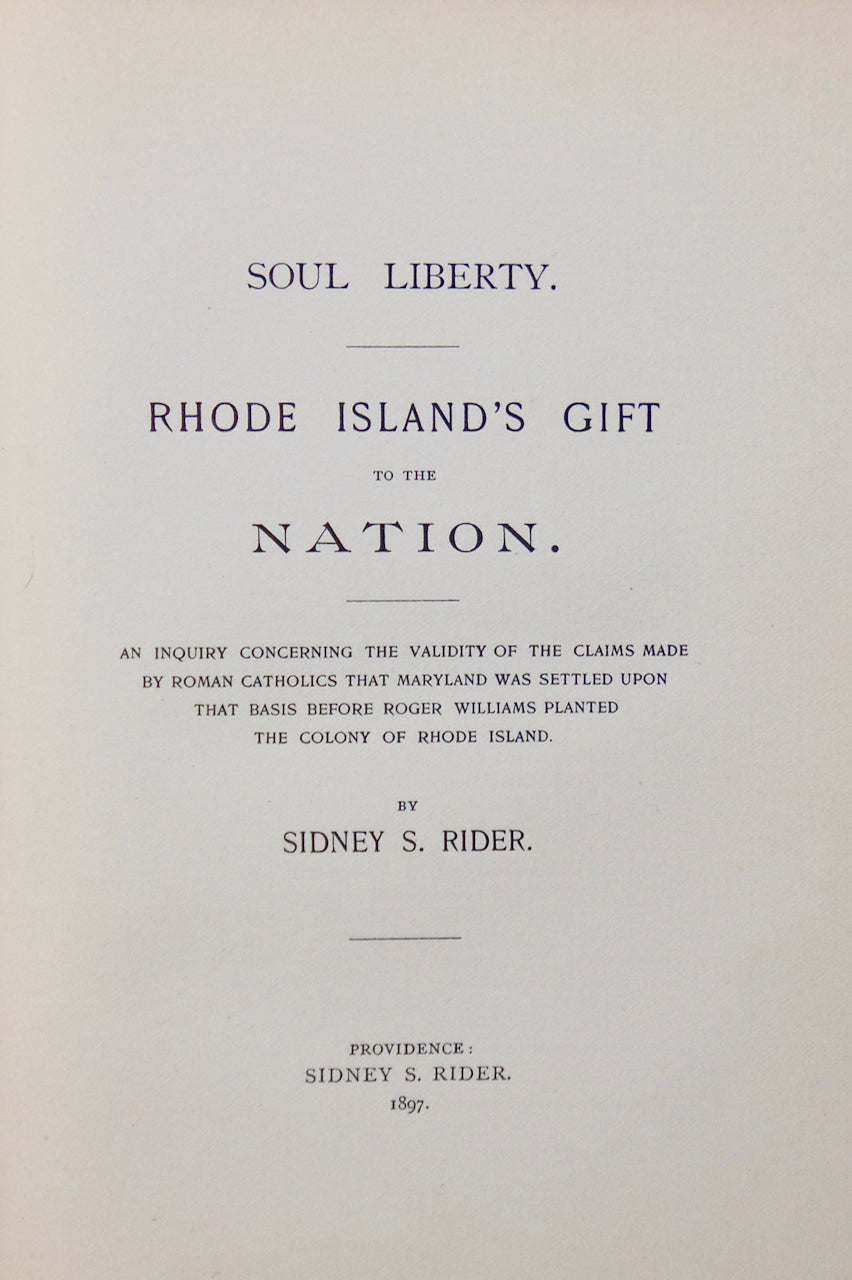 SOUL LIBERTY.
RHODE ISLAND'S GIFT
TO THE
NATION.
AN INQUIRY CONCERNING THE VALIDITY OF THE CLAIMS MADE
BY ROMAN CATHOLICS THAT MARYLAND WAS SETTLED UPON
THAT BASIS BEFORE ROGER WILLIAMS PLANTED
THE COLONY OF RHODE ISLAND.
BY
SIDNEY S. RIDER.
PROVIDENCE:
SIDNEY S. RIDER.
1897.